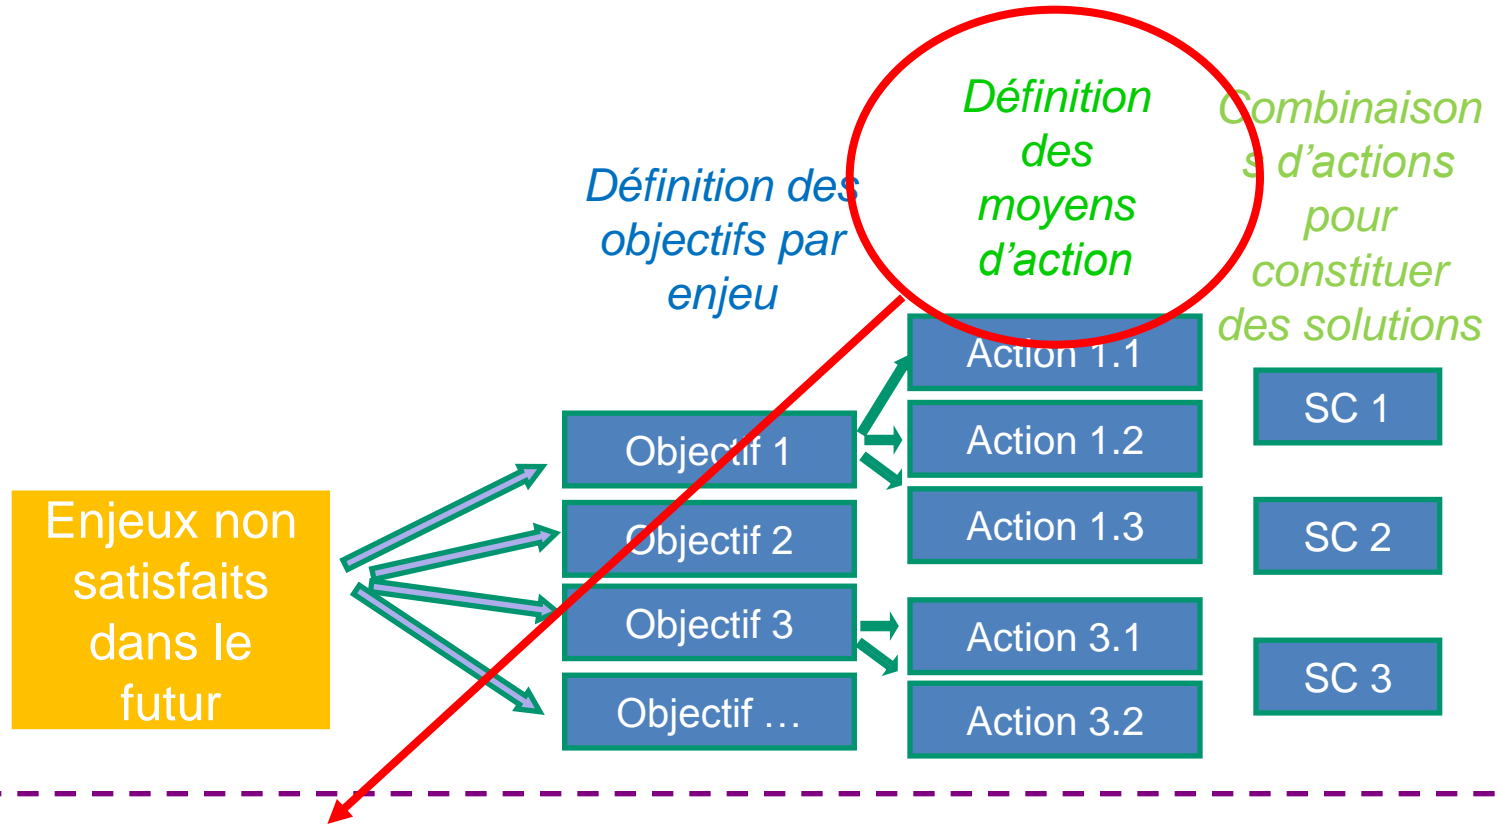 Définition
des
moyens
d’action
Combinaison
s d’actions
pour
constituer
des solutions
Définition des
objectifs par
enjeu
Action 1.1
Action 1.2
Action 1.3
Action 3.1
Action 3.2
SC 1
SC 2
SC 3
Objectif 1
Objectif 2
Objectif 3
Objectif …
Enjeux non
satisfaits
dans le
futur